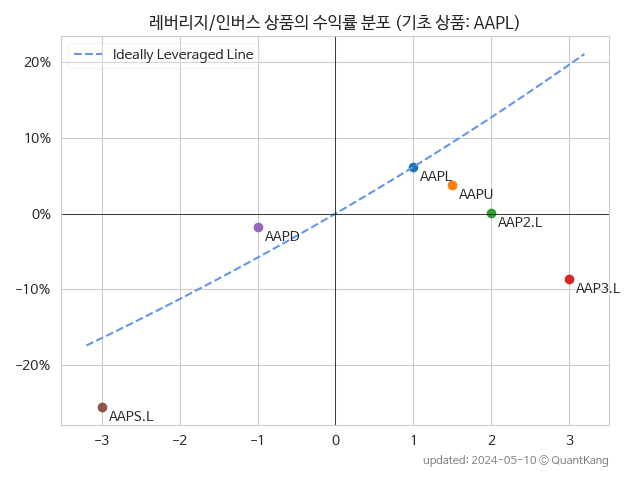 레버리지/인버스 상품의 수익률 분포 (기초 상품: AAPL)
Ideally Leveraged Line
20%
10%
0%
−10%
−20%
AAPL
AAPU
AAP2.L
AAPD
AAP3.L
AAPS.L
−3 −2 −1 0 1 2 3
updated: 2024-05-10 © QuantKang